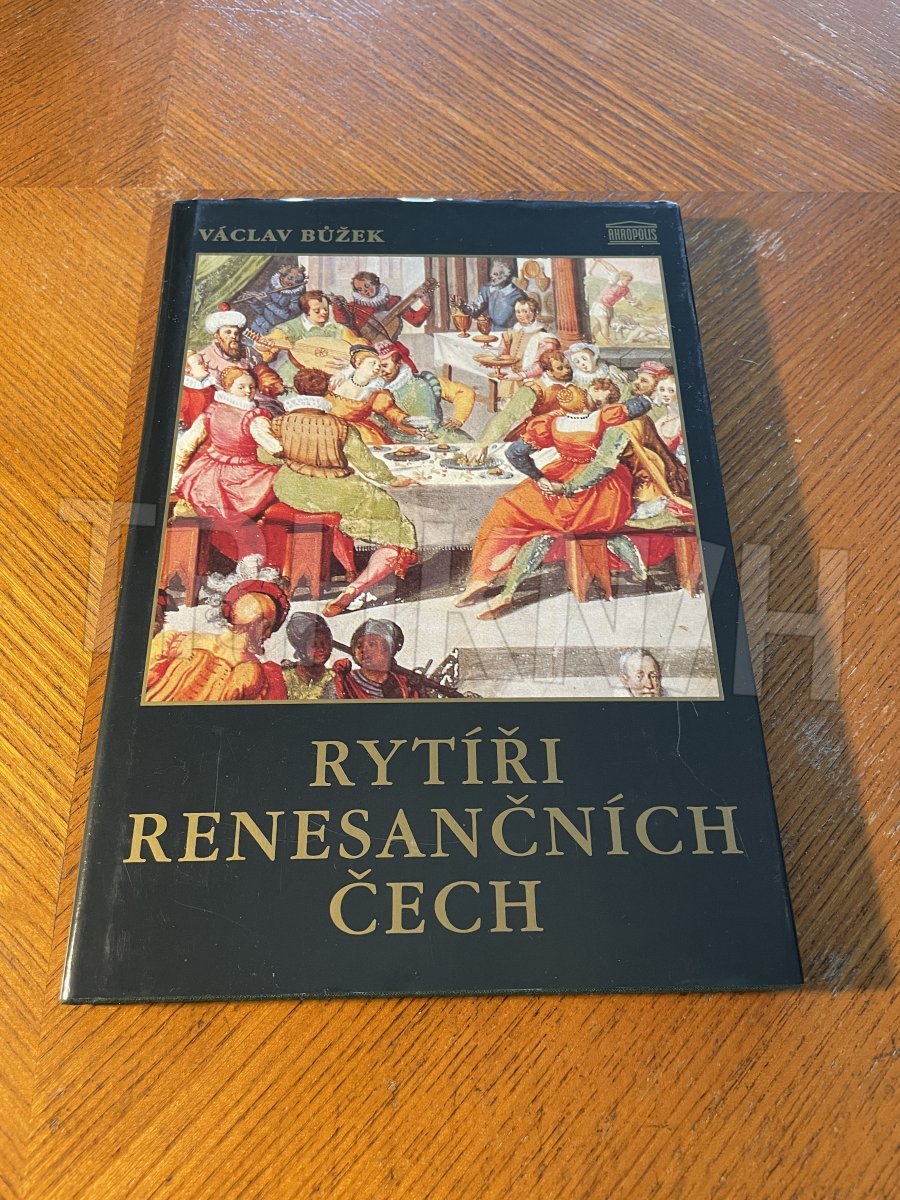 VÁCLAV BŮŽEK
AKROPOLIS
RYTÍŘI
RENESANČNÍCH
ČECH